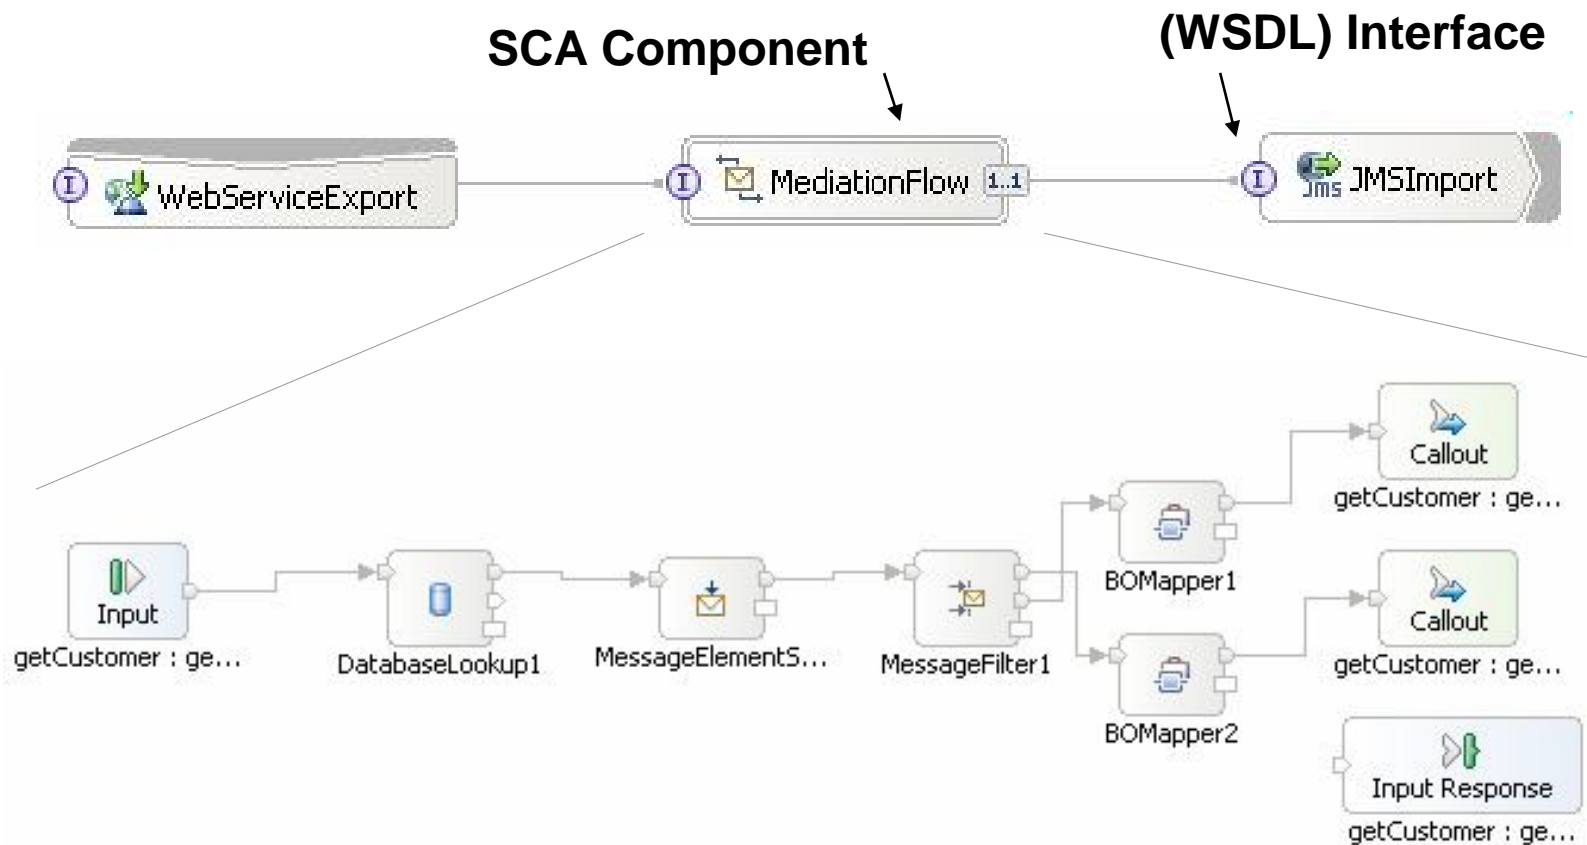 SCA Component
(WSDL) Interface
I
WebServiceExport
I
MediationFlow
1..1
I
Jms
JMSImport
Callout
getCustomer : ge...
BOMapper1
Input
getCustomer : ge...
DatabaseLookup1
MessageElementS...
MessageFilter1
Callout
getCustomer : ge...
BOMapper2
Input Response
getCustomer : ge...